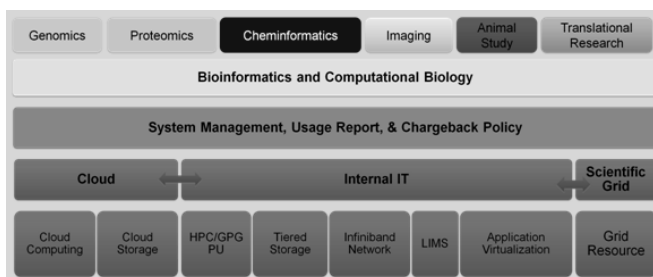 Genomics
Proteomics
Cheminformatics
Imaging
Animal
Study
Translational
Research
Bioinformatics and Computational Biology
System Management, Usage Report, & Chargeback Policy
Cloud
Internal IT
Scientific
Grid
Cloud
Computing
Cloud
Storage
HPC/GPG
PU
Tiered
Storage
Infiniband
Network
LIMS
Application
Virtualization
Grid
Resource